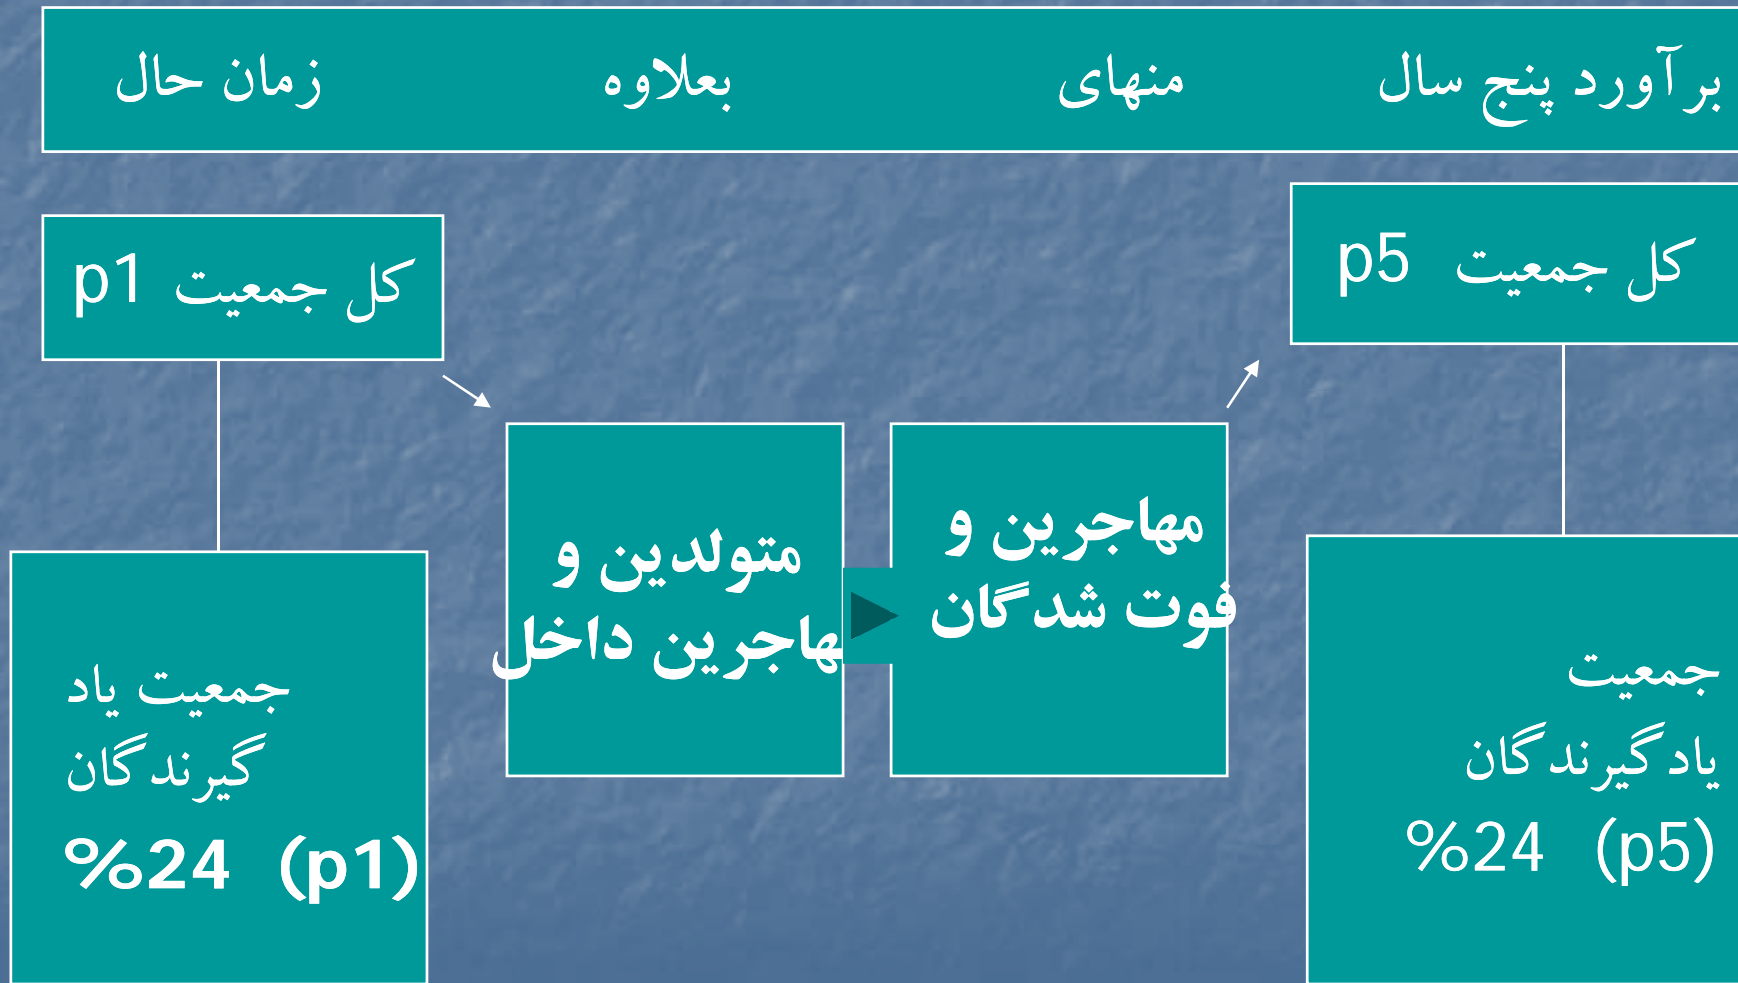 زمان حال
بعلاوه
منهای
برآورد پنج سال
کل جمعیت p1
کل جمعیت p5
متولدین و
مهاجرین داخل
مهاجرین و
فوت شدگان
جمعیت یاد
گیرندگان
%24 (p1)
جمعیت
یادگیرندگان
%24 (p5)